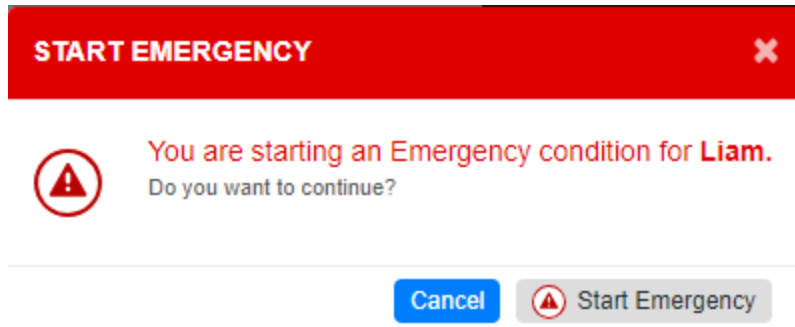 START EMERGENCY
You are starting an Emergency condition for Liam.
Do you want to continue?
Cancel
Start Emergency